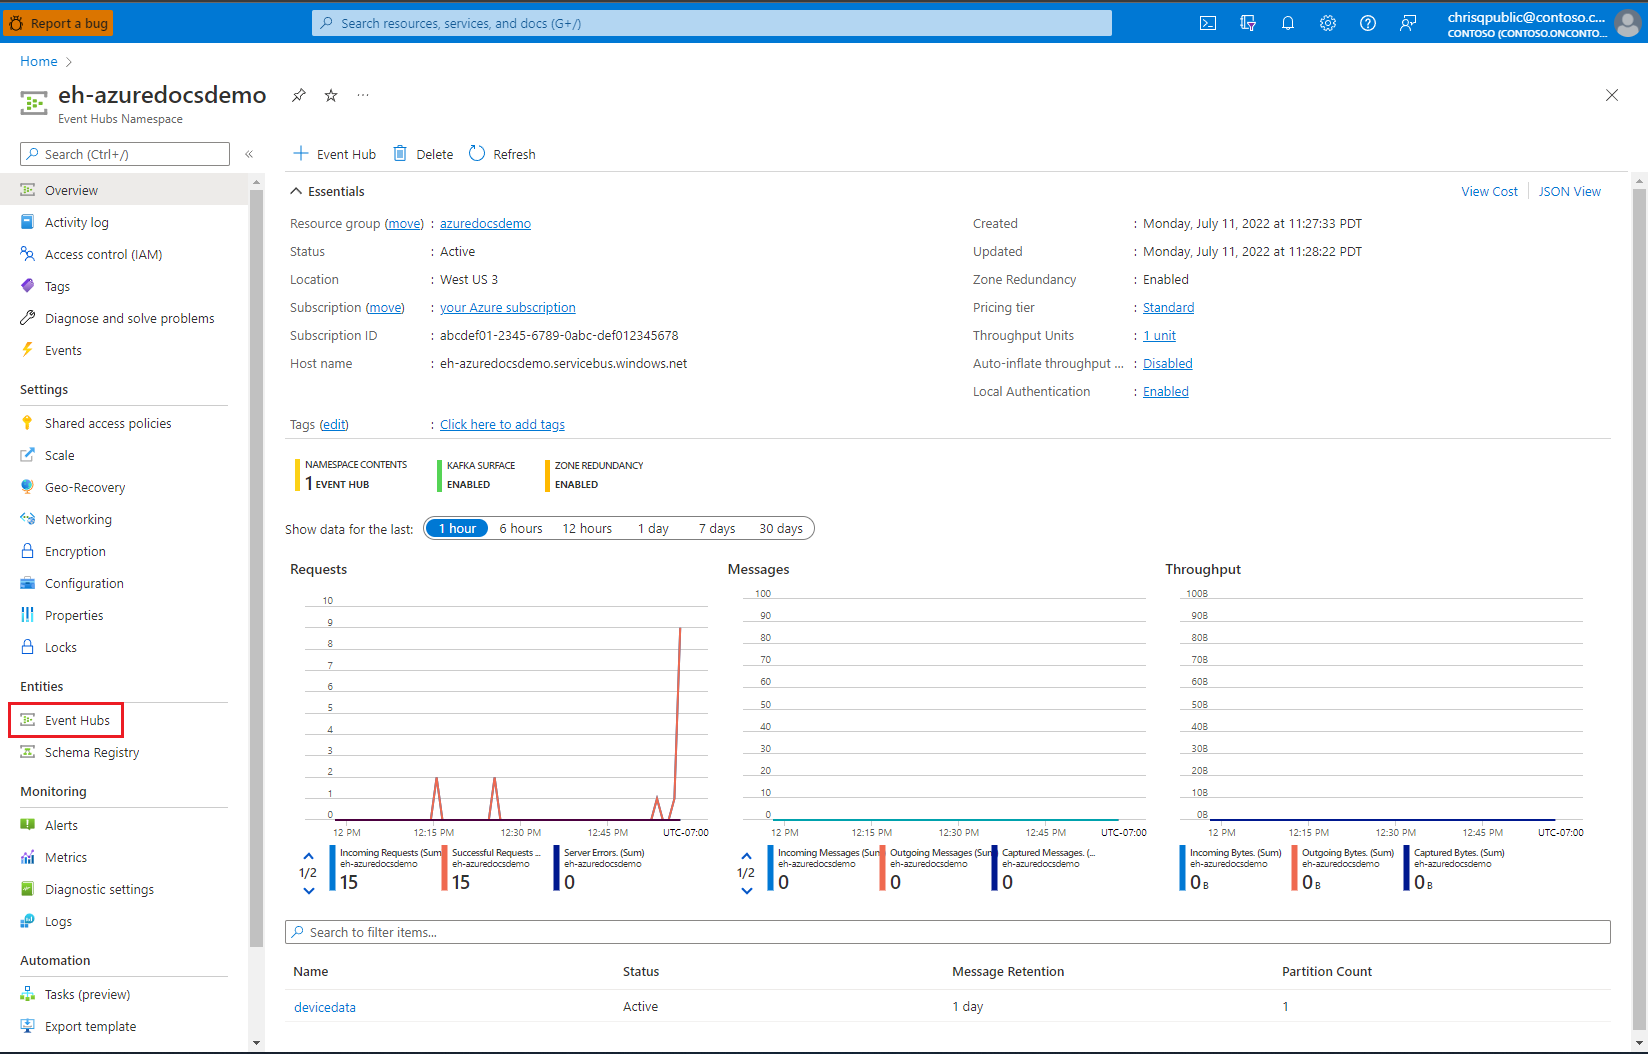 Report a bug
Search resources, services, and docs (G+/)
chrisqpublic@contoso.c...
CONTOSO (CONTOSO.ONCONTO...
Home
eh-azuredocsdemo
Event Hubs Namespace
Search (Ctrl+/)
Overview
Activity log
Access control (IAM)
Tags
Diagnose and solve problems
Events
Settings
Shared access policies
Scale
Geo-Recovery
Networking
Encryption
Configuration
Properties
Locks
Entities
Event Hubs
Schema Registry
Monitoring
Alerts
Metrics
Diagnostic settings
Logs
Automation
Tasks (preview)
Export template
Event Hub Delete Refresh
Essentials
View Cost JSON View
Resource group (move) : azuredocsdemo
Status : Active
Location : West US 3
Subscription (move) : your Azure subscription
Subscription ID : abcdef01-2345-6789-0abc-def012345678
Host name : eh-azuredocsdemo.servicebus.windows.net
Created : Monday, July 11, 2022 at 11:27:33 PDT
Updated : Monday, July 11, 2022 at 11:28:22 PDT
Zone Redundancy : Enabled
Pricing tier : Standard
Throughput Units : 1 unit
Auto-inflate throughput ... : Disabled
Local Authentication : Enabled
Tags (edit) : Click here to add tags
NAMESPACE CONTENTS
1 EVENT HUB
KAFKA SURFACE
ENABLED
ZONE REDUNDANCY
ENABLED
Show data for the last: 1 hour 6 hours 12 hours 1 day 7 days 30 days
Requests
10
9
8
7
6
5
4
3
2
1
0
12 PM 12:15 PM 12:30 PM 12:45 PM UTC-07:00
1/2
Incoming Requests (Sum
eh-azuredocsdemo
15
Successful Requests ...
eh-azuredocsdemo
15
Server Errors. (Sum)
eh-azuredocsdemo
0
Messages
100
90
80
70
60
50
40
30
20
10
0
12 PM 12:15 PM 12:30 PM 12:45 PM UTC-07:00
1/2
Incoming Messages (Sum
eh-azuredocsdemo
0
Outgoing Messages (Sum
eh-azuredocsdemo
0
Captured Messages. (...
eh-azuredocsdemo
0
Throughput
100B
90B
80B
70B
60B
50B
40B
30B
20B
10B
0B
12 PM 12:15 PM 12:30 PM 12:45 PM UTC-07:00
Incoming Bytes. (Sum)
eh-azuredocsdemo
0 B
Outgoing Bytes. (Sum)
eh-azuredocsdemo
0 B
Captured Bytes. (Sum)
eh-azuredocsdemo
0 B
Search to filter items...
Name Status Message Retention Partition Count
devicedata Active 1 day 1